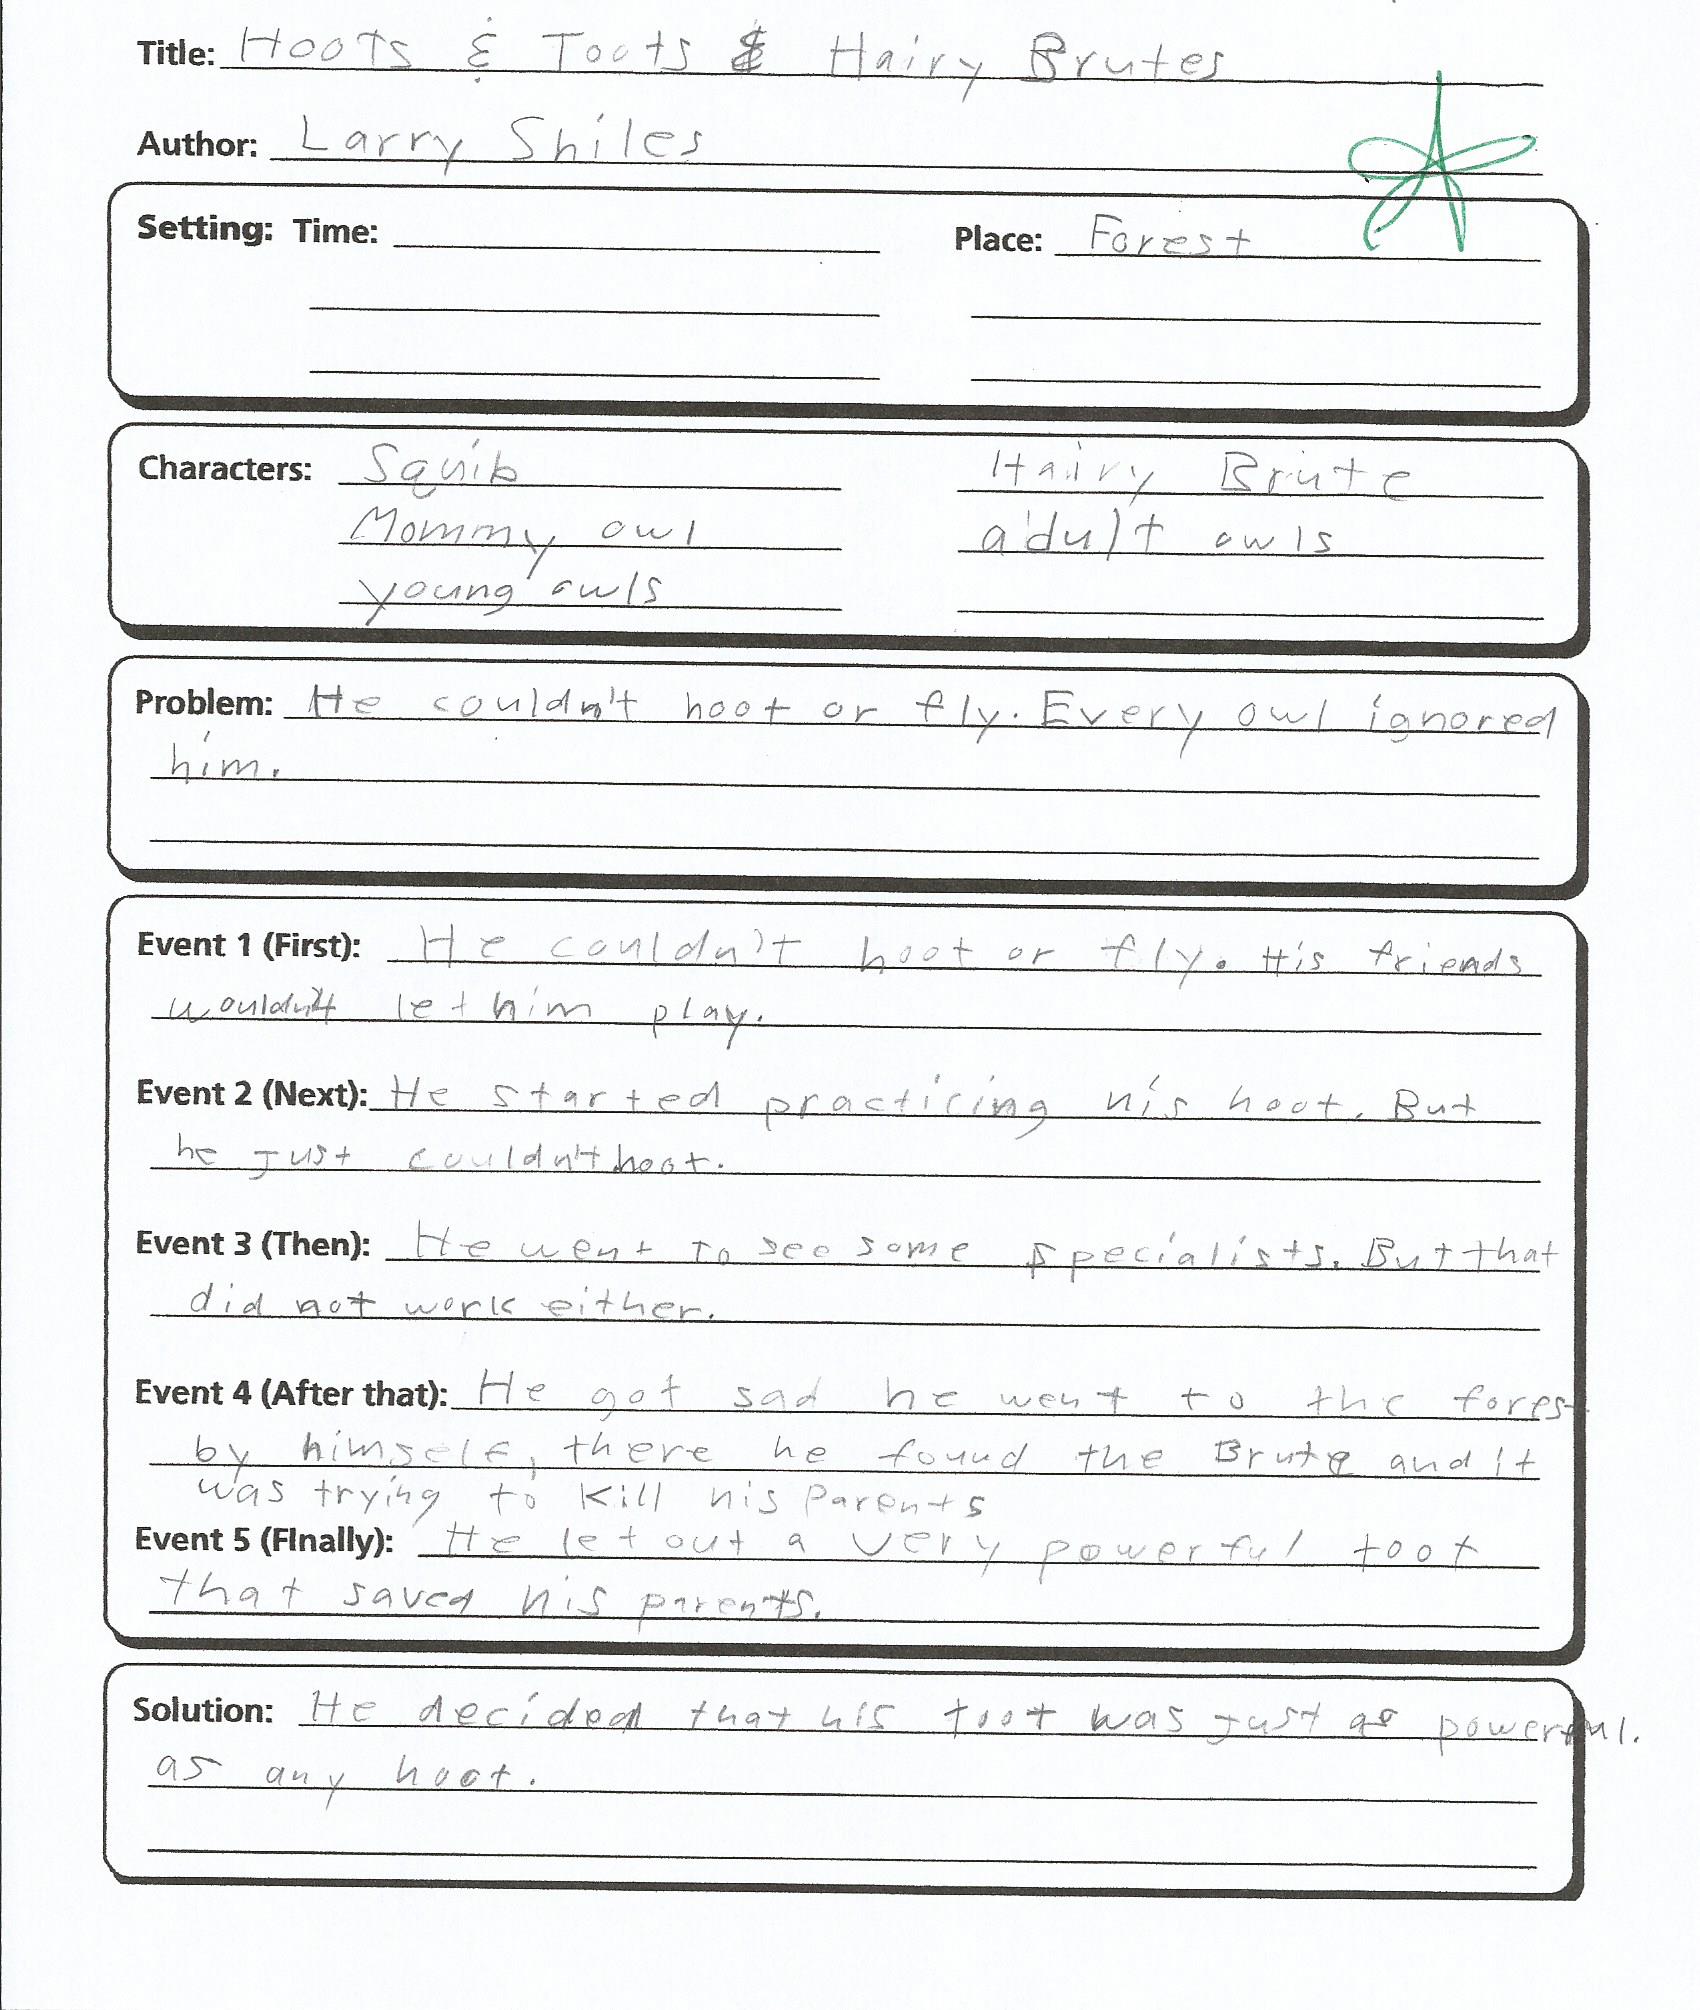 Title: Hoots & Toots & Hairy Brutes
Author: Larry Shiles
Setting: Time: Place: Forest
Characters: Squib Hairy Brute
Mommy owl adult owls
young owls
Problem: He couldn't hoot or fly. Every owl ignored
him.
Event 1 (First): He couldn't hoot or fly. His friends
wouldn't let him play.
Event 2 (Next): He started practicing his hoot. But
he just couldn't hoot.
Event 3 (Then): He went to see some specialists. But that
did not work either.
Event 4 (After that): He got sad he went to the forest
by himself, there he found the Brute and it
was trying to kill his parents
Event 5 (FInally): He let out a very powerful toot
that saved his parents.
Solution: He decided that his toot was just as powerful.
as any hoot.